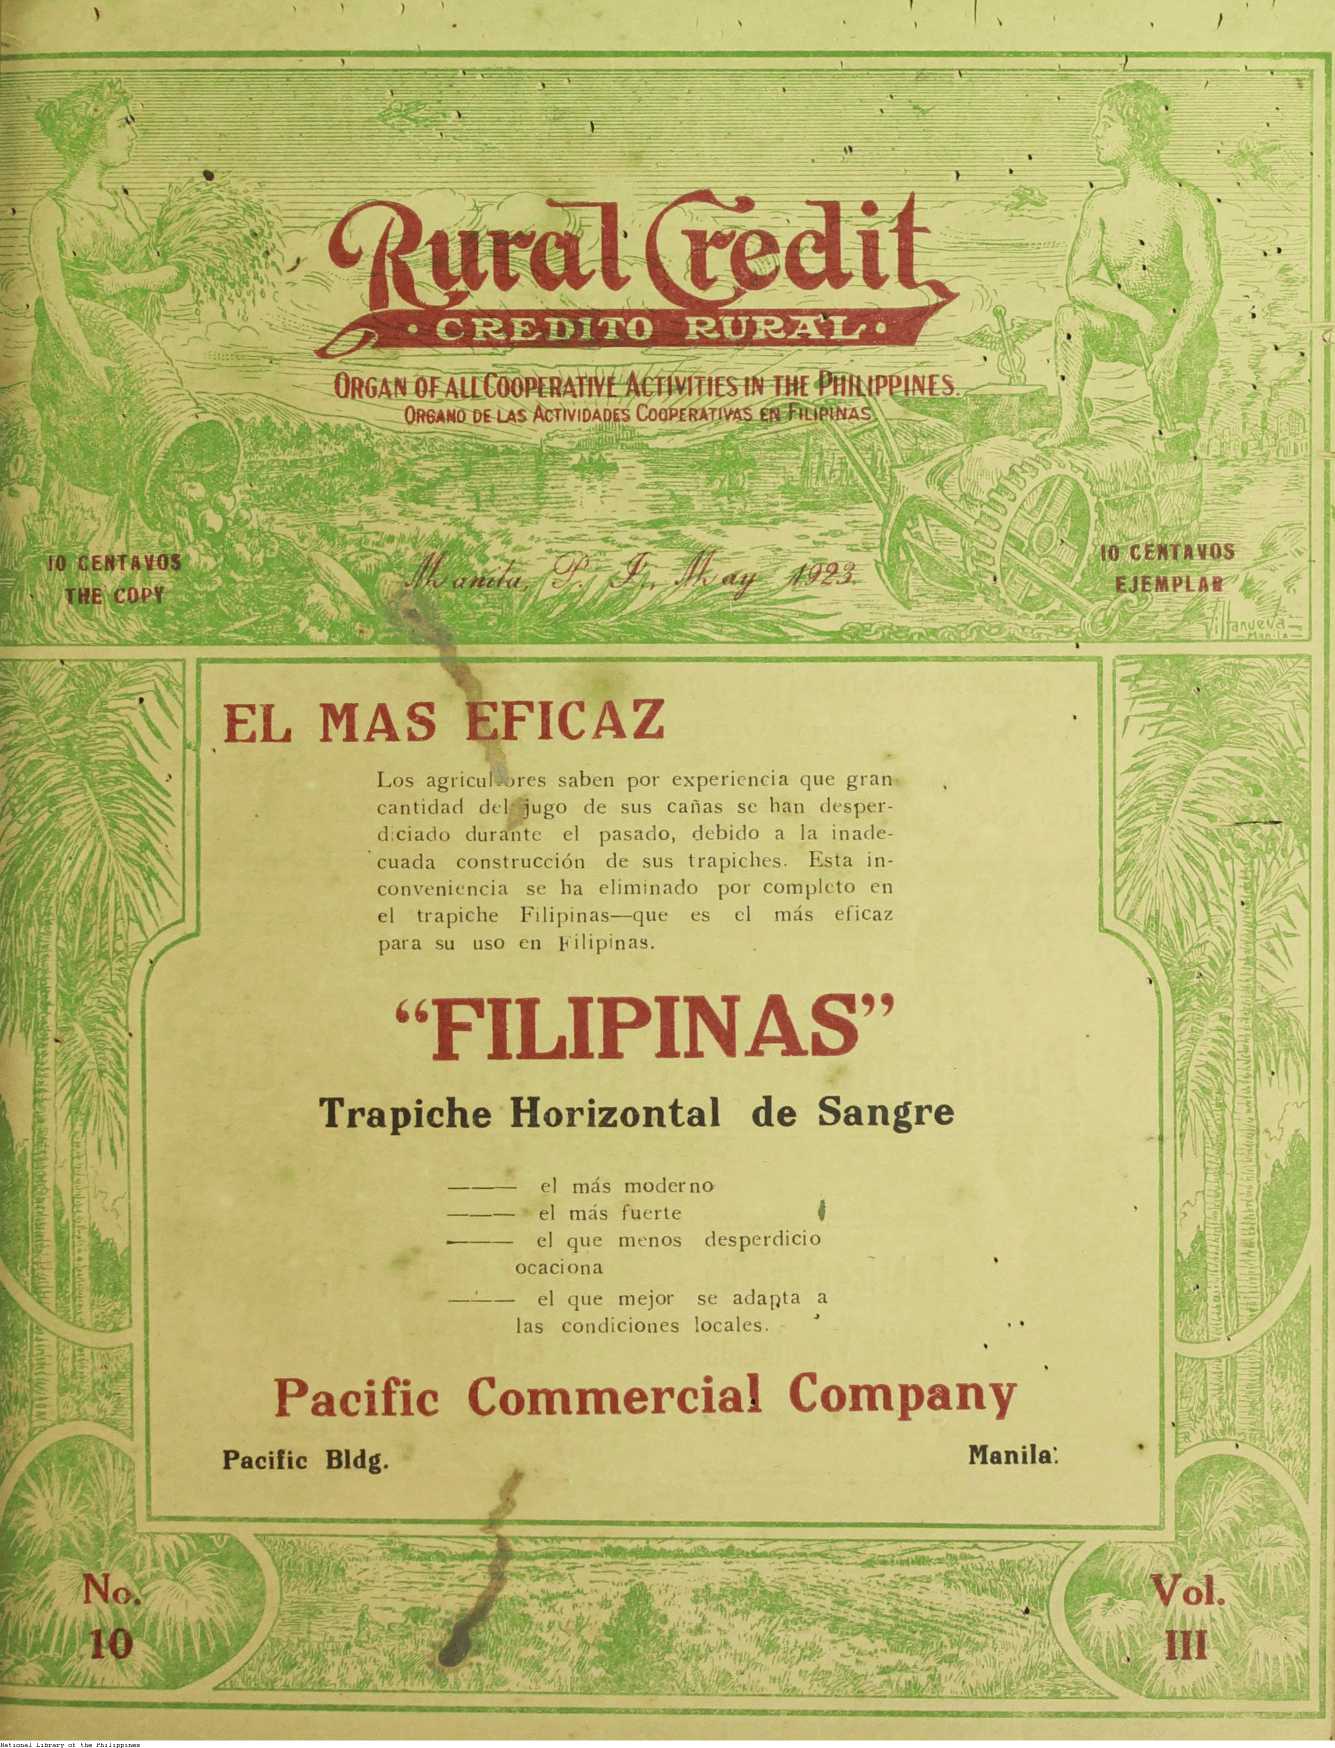 Rural Credit
· CREDITO RURAL ·
ORGAN OF ALL COOPERATIVE ACTIVITIES IN THE PHILIPPINES.
ORGANO DE LAS ACTIVIDADES COOPERATIVAS EN FILIPINAS
10 CENTAVOS
THE COPY
Manila, P. I., May 1923.
10 CENTAVOS
EJEMPLAR
Villanueva
—Manila—
EL MAS EFICAZ
Los agricultores saben por experiencia que gran
cantidad del jugo de sus cañas se han desper-
diciado durante el pasado, debido a la inade-
cuada construcción de sus trapiches. Esta in-
conveniencia se ha eliminado por completo en
el trapiche Filipinas—que es el más eficaz
para su uso en Filipinas.
“FILIPINAS”
Trapiche Horizontal de Sangre
——— el más moderno
——— el más fuerte
——— el que menos desperdicio
ocaciona
——— el que mejor se adapta a
las condiciones locales.
Pacific Commercial Company
Pacific Bldg.
Manila.
No.
10
Vol.
III
National Library of the Philippines